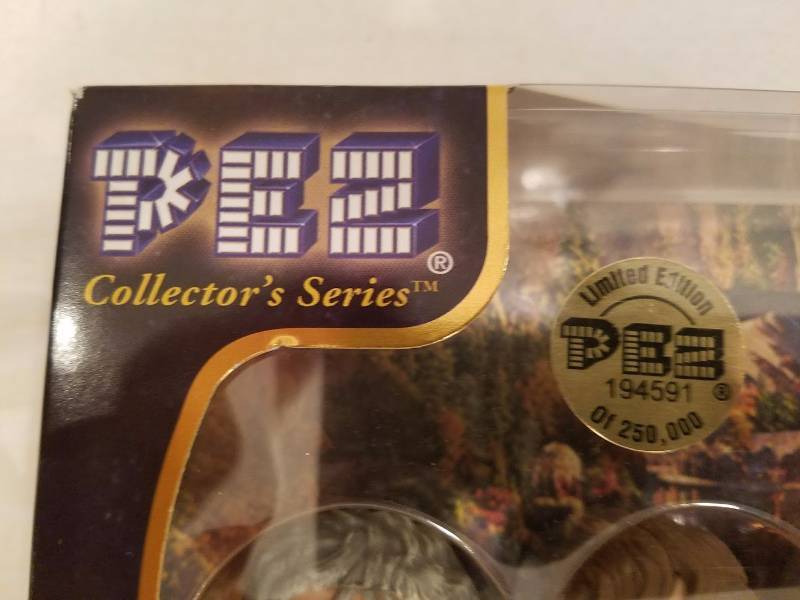 PEZ®
Collector's Series™
Limited Edition
PEZ®
194591
Of 250,000